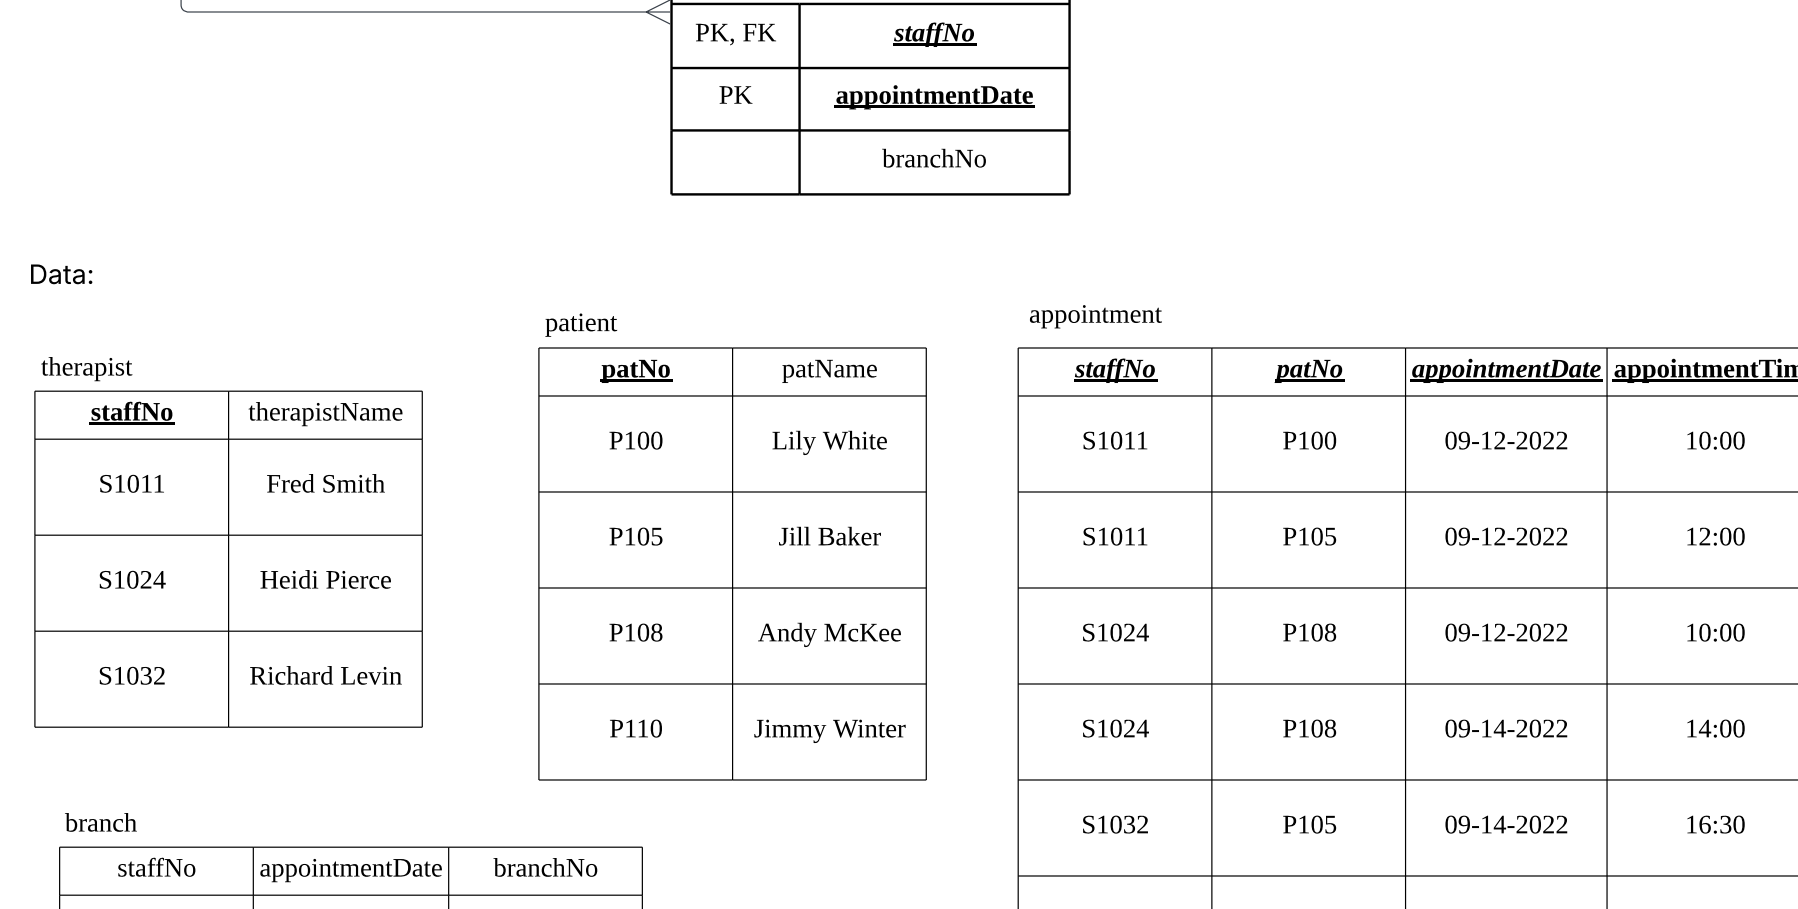 PK, FK staffNo
PK appointmentDate
branchNo
Data:
therapist
staffNo therapistName
S1011 Fred Smith
S1024 Heidi Pierce
S1032 Richard Levin
patient
patNo patName
P100 Lily White
P105 Jill Baker
P108 Andy McKee
P110 Jimmy Winter
appointment
staffNo patNo appointmentDate appointmentTim
S1011 P100 09-12-2022 10:00
S1011 P105 09-12-2022 12:00
S1024 P108 09-12-2022 10:00
S1024 P108 09-14-2022 14:00
S1032 P105 09-14-2022 16:30
branch
staffNo appointmentDate branchNo